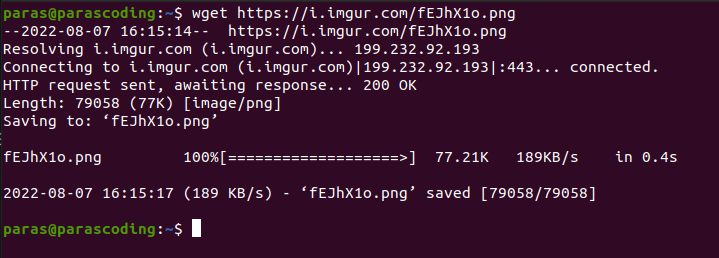 paras@parascoding:~$ wget https://i.imgur.com/fEJhX1o.png
--2022-08-07 16:15:14--  https://i.imgur.com/fEJhX1o.png
Resolving i.imgur.com (i.imgur.com)... 199.232.92.193
Connecting to i.imgur.com (i.imgur.com)|199.232.92.193|:443... connected.
HTTP request sent, awaiting response... 200 OK
Length: 79058 (77K) [image/png]
Saving to: ‘fEJhX1o.png’
fEJhX1o.png         100%[===================>]  77.21K   189KB/s    in 0.4s
2022-08-07 16:15:17 (189 KB/s) - ‘fEJhX1o.png’ saved [79058/79058]
paras@parascoding:~$